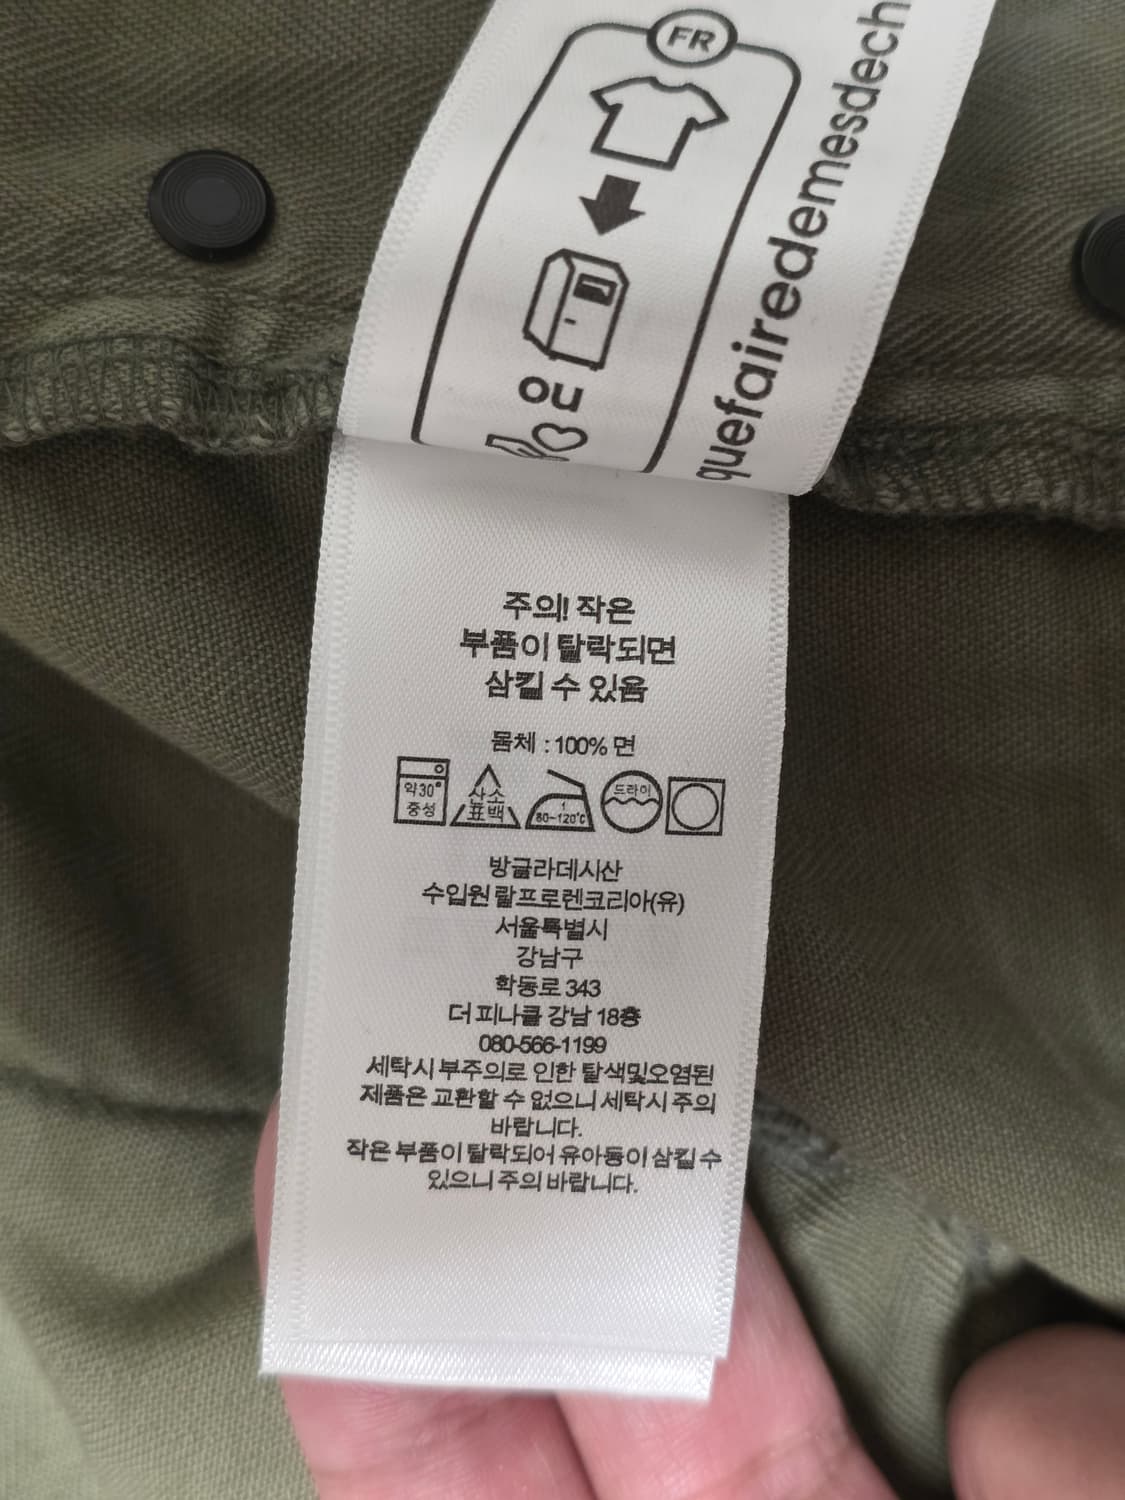 FR
quefairedemesdech
OU
주의! 작은
부품이 탈락되면
삼킬 수 있음
몸체 : 100% 면
약30°
중성
산소
표백
1
80~120℃
드라이
방글라데시산
수입원 랄프로렌코리아(유)
서울특별시
강남구
학동로 343
더 피나클 강남 18층
080-566-1199
세탁시 부주의로 인한 탈색및오염된
제품은 교환할 수 없으니 세탁시 주의
바랍니다.
작은 부품이 탈락되어 유아동이 삼킬 수
있으니 주의 바랍니다.